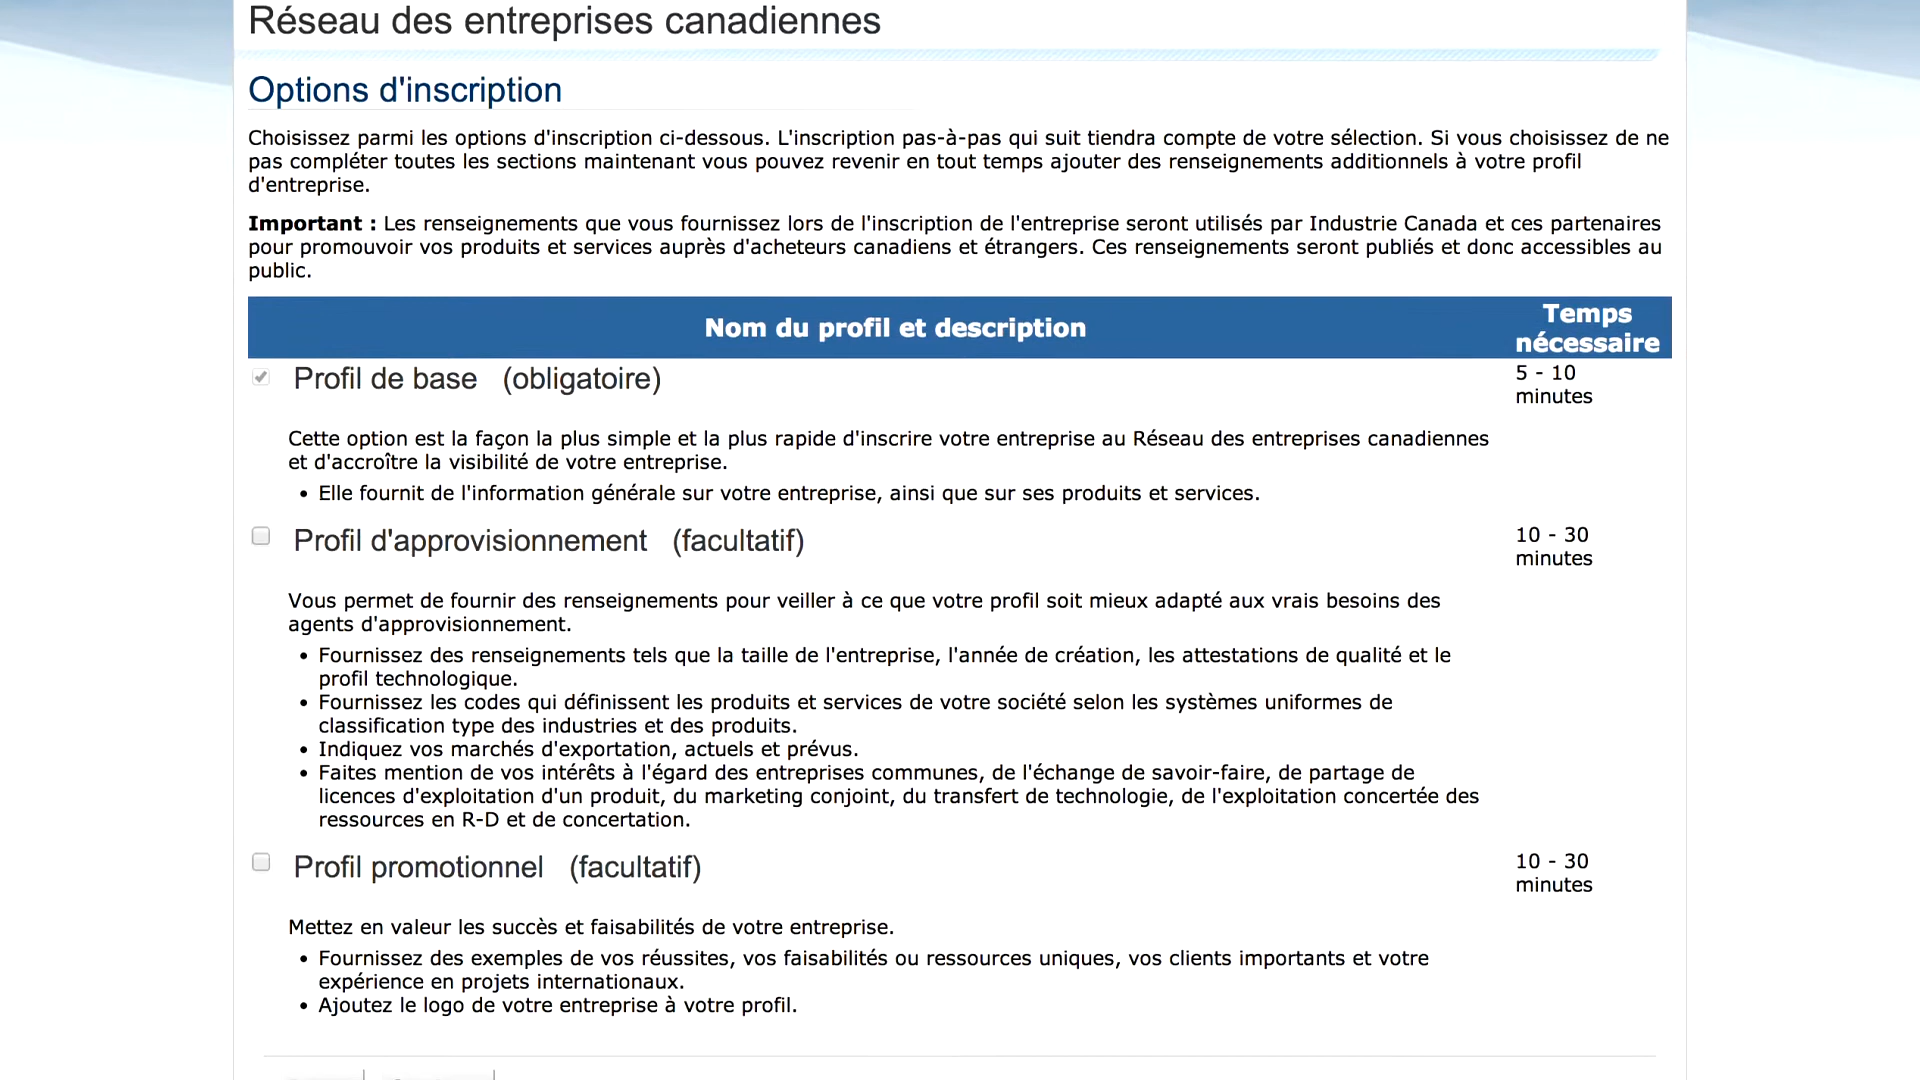 Réseau des entreprises canadiennes
Options d'inscription
Choisissez parmi les options d'inscription ci-dessous. L'inscription pas-à-pas qui suit tiendra compte de votre sélection. Si vous choisissez de ne
pas compléter toutes les sections maintenant vous pouvez revenir en tout temps ajouter des renseignements additionnels à votre profil
d'entreprise.
Important : Les renseignements que vous fournissez lors de l'inscription de l'entreprise seront utilisés par Industrie Canada et ces partenaires
pour promouvoir vos produits et services auprès d'acheteurs canadiens et étrangers. Ces renseignements seront publiés et donc accessibles au
public.
Nom du profil et description
Temps
nécessaire
Profil de base (obligatoire)
5 - 10
minutes
Cette option est la façon la plus simple et la plus rapide d'inscrire votre entreprise au Réseau des entreprises canadiennes
et d'accroître la visibilité de votre entreprise.
• Elle fournit de l'information générale sur votre entreprise, ainsi que sur ses produits et services.
Profil d'approvisionnement (facultatif)
10 - 30
minutes
Vous permet de fournir des renseignements pour veiller à ce que votre profil soit mieux adapté aux vrais besoins des
agents d'approvisionnement.
• Fournissez des renseignements tels que la taille de l'entreprise, l'année de création, les attestations de qualité et le
profil technologique.
• Fournissez les codes qui définissent les produits et services de votre société selon les systèmes uniformes de
classification type des industries et des produits.
• Indiquez vos marchés d'exportation, actuels et prévus.
• Faites mention de vos intérêts à l'égard des entreprises communes, de l'échange de savoir-faire, de partage de
licences d'exploitation d'un produit, du marketing conjoint, du transfert de technologie, de l'exploitation concertée des
ressources en R-D et de concertation.
Profil promotionnel (facultatif)
10 - 30
minutes
Mettez en valeur les succès et faisabilités de votre entreprise.
• Fournissez des exemples de vos réussites, vos faisabilités ou ressources uniques, vos clients importants et votre
expérience en projets internationaux.
• Ajoutez le logo de votre entreprise à votre profil.